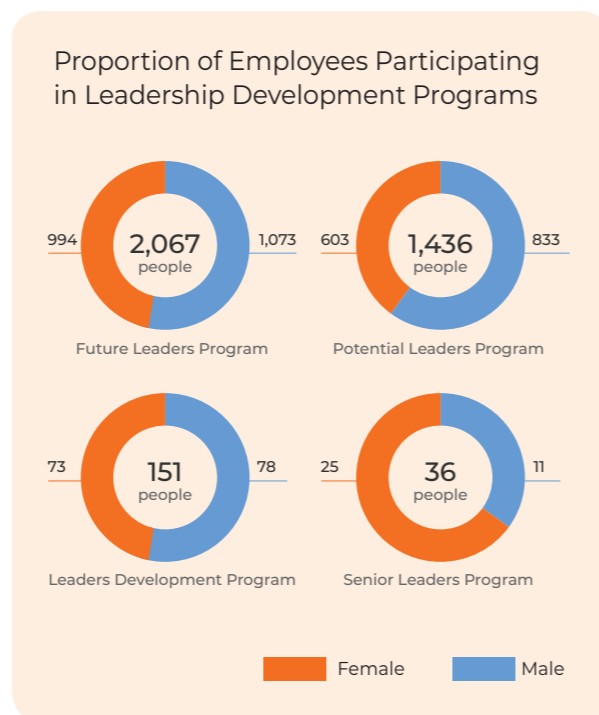 Proportion of Employees Participating
in Leadership Development Programs
994
2,067
people
1,073
Future Leaders Program
603
1,436
people
833
Potential Leaders Program
73
151
people
78
Leaders Development Program
25
36
people
11
Senior Leaders Program
Female
Male